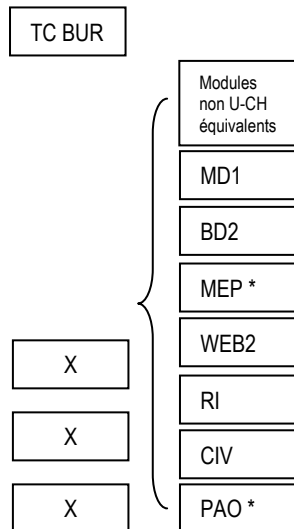 TC BUR
Modules
non U-CH
équivalents
MD1
BD2
MEP *
WEB2
X
RI
X
CIV
X
PAO *